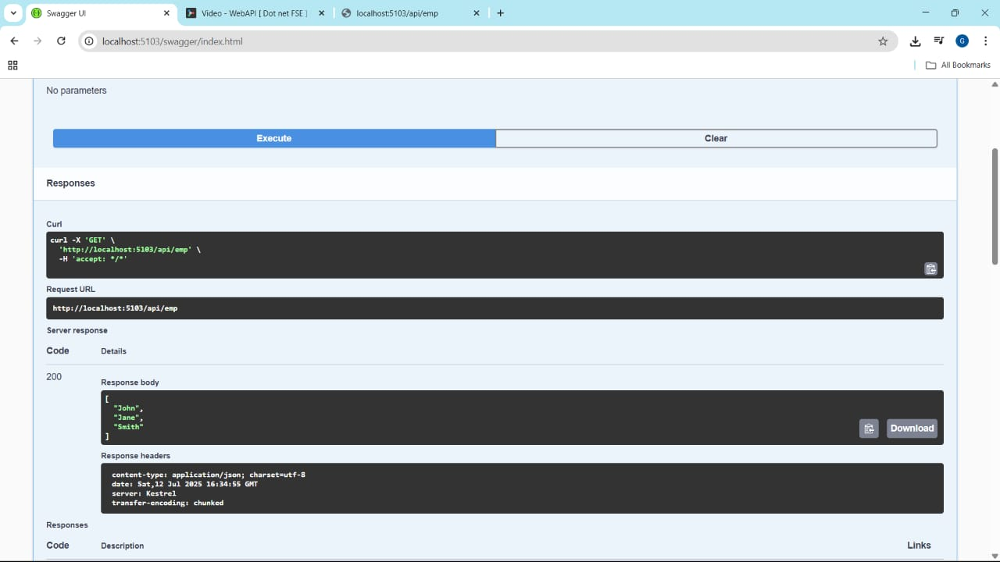 Swagger UI
Video - WebAPI [ Dot net FSE ]
localhost:5103/api/emp
localhost:5103/swagger/index.html
G
All Bookmarks
No parameters
Execute
Clear
Responses
Curl
curl -X 'GET' \
'http://localhost:5103/api/emp' \
-H 'accept: */*'
Request URL
http://localhost:5103/api/emp
Server response
Code
Details
200
Response body
[
"John",
"Jane",
"Smith"
]
Download
Response headers
content-type: application/json; charset=utf-8
date: Sat,12 Jul 2025 16:34:55 GMT
server: Kestrel
transfer-encoding: chunked
Responses
Code
Description
Links